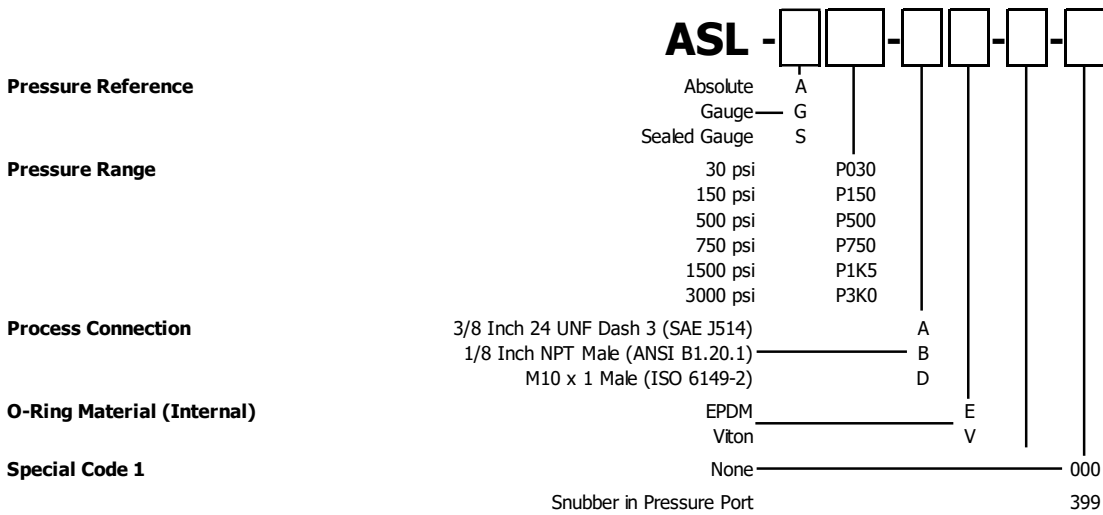 ASL - - - -
Pressure Reference Absolute A
Gauge G
Sealed Gauge S
Pressure Range 30 psi P030
150 psi P150
500 psi P500
750 psi P750
1500 psi P1K5
3000 psi P3K0
Process Connection 3/8 Inch 24 UNF Dash 3 (SAE J514) A
1/8 Inch NPT Male (ANSI B1.20.1) B
M10 x 1 Male (ISO 6149-2) D
O-Ring Material (Internal) EPDM E
Viton V
Special Code 1 None 000
Snubber in Pressure Port 399